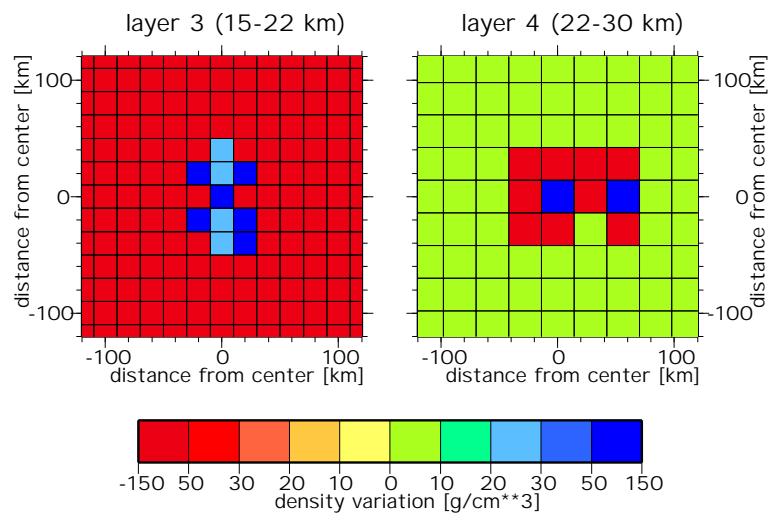 layer 3 (15-22 km)
layer 4 (22-30 km)
distance from center [km]
100
0
-100
-100 0 100
distance from center [km]
100
0
-100
distance from center [km]
-100 0 100
distance from center [km]
-150 50 30 20 10 0 10 20 30 50 150
density variation [g/cm**3]